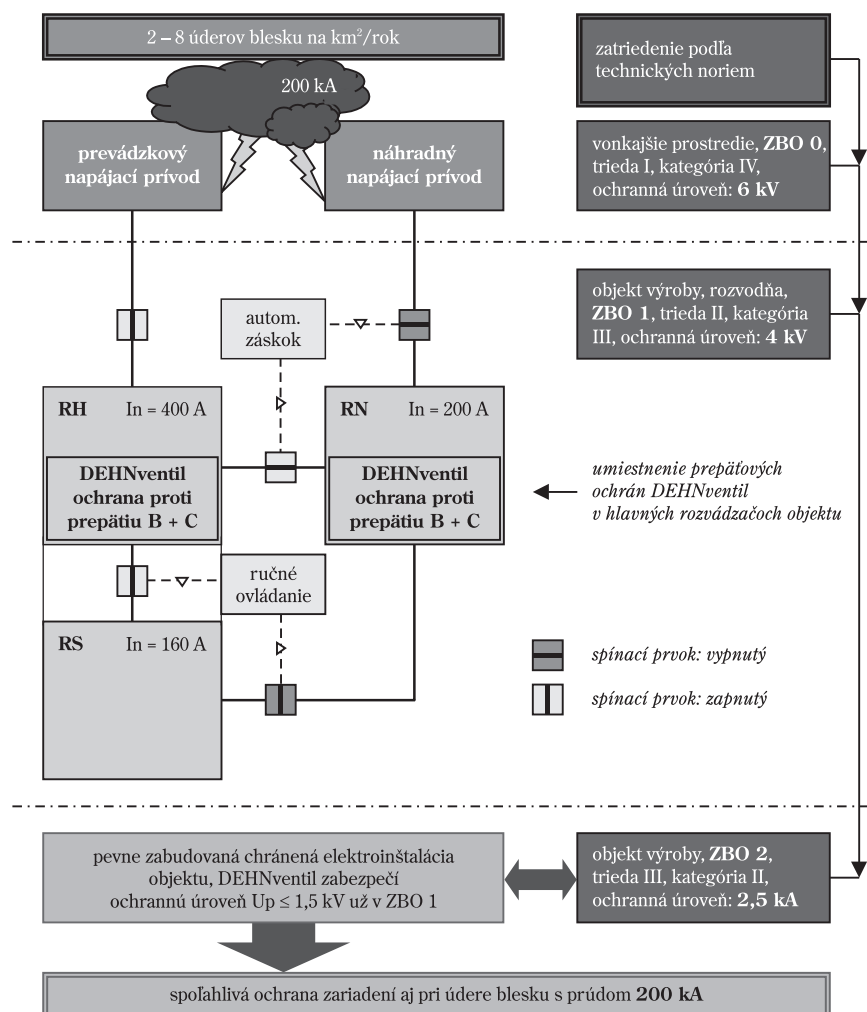 2 – 8 úderov blesku na km²/rok
200 kA
prevádzkový
napájací prívod
náhradný
napájací prívod
zatriedenie podľa
technických noriem
vonkajšie prostredie, ZBO 0,
trieda I, kategória IV,
ochranná úroveň: 6 kV
autom.
záskok
objekt výroby, rozvodňa,
ZBO 1, trieda II, kategória
III, ochranná úroveň: 4 kV
RH In = 400 A
DEHNventil
ochrana proti
prepätiu B + C
RN In = 200 A
DEHNventil
ochrana proti
prepätiu B + C
umiestnenie prepäťových
ochrán DEHNventil
v hlavných rozvádzačoch objektu
ručné
ovládanie
RS In = 160 A
spínací prvok: vypnutý
spínací prvok: zapnutý
pevne zabudovaná chránená elektroinštalácia
objektu, DEHNventil zabezpečí
ochrannú úroveň Up ≤ 1,5 kV už v ZBO 1
objekt výroby, ZBO 2,
trieda III, kategória II,
ochranná úroveň: 2,5 kA
spoľahlivá ochrana zariadení aj pri údere blesku s prúdom 200 kA